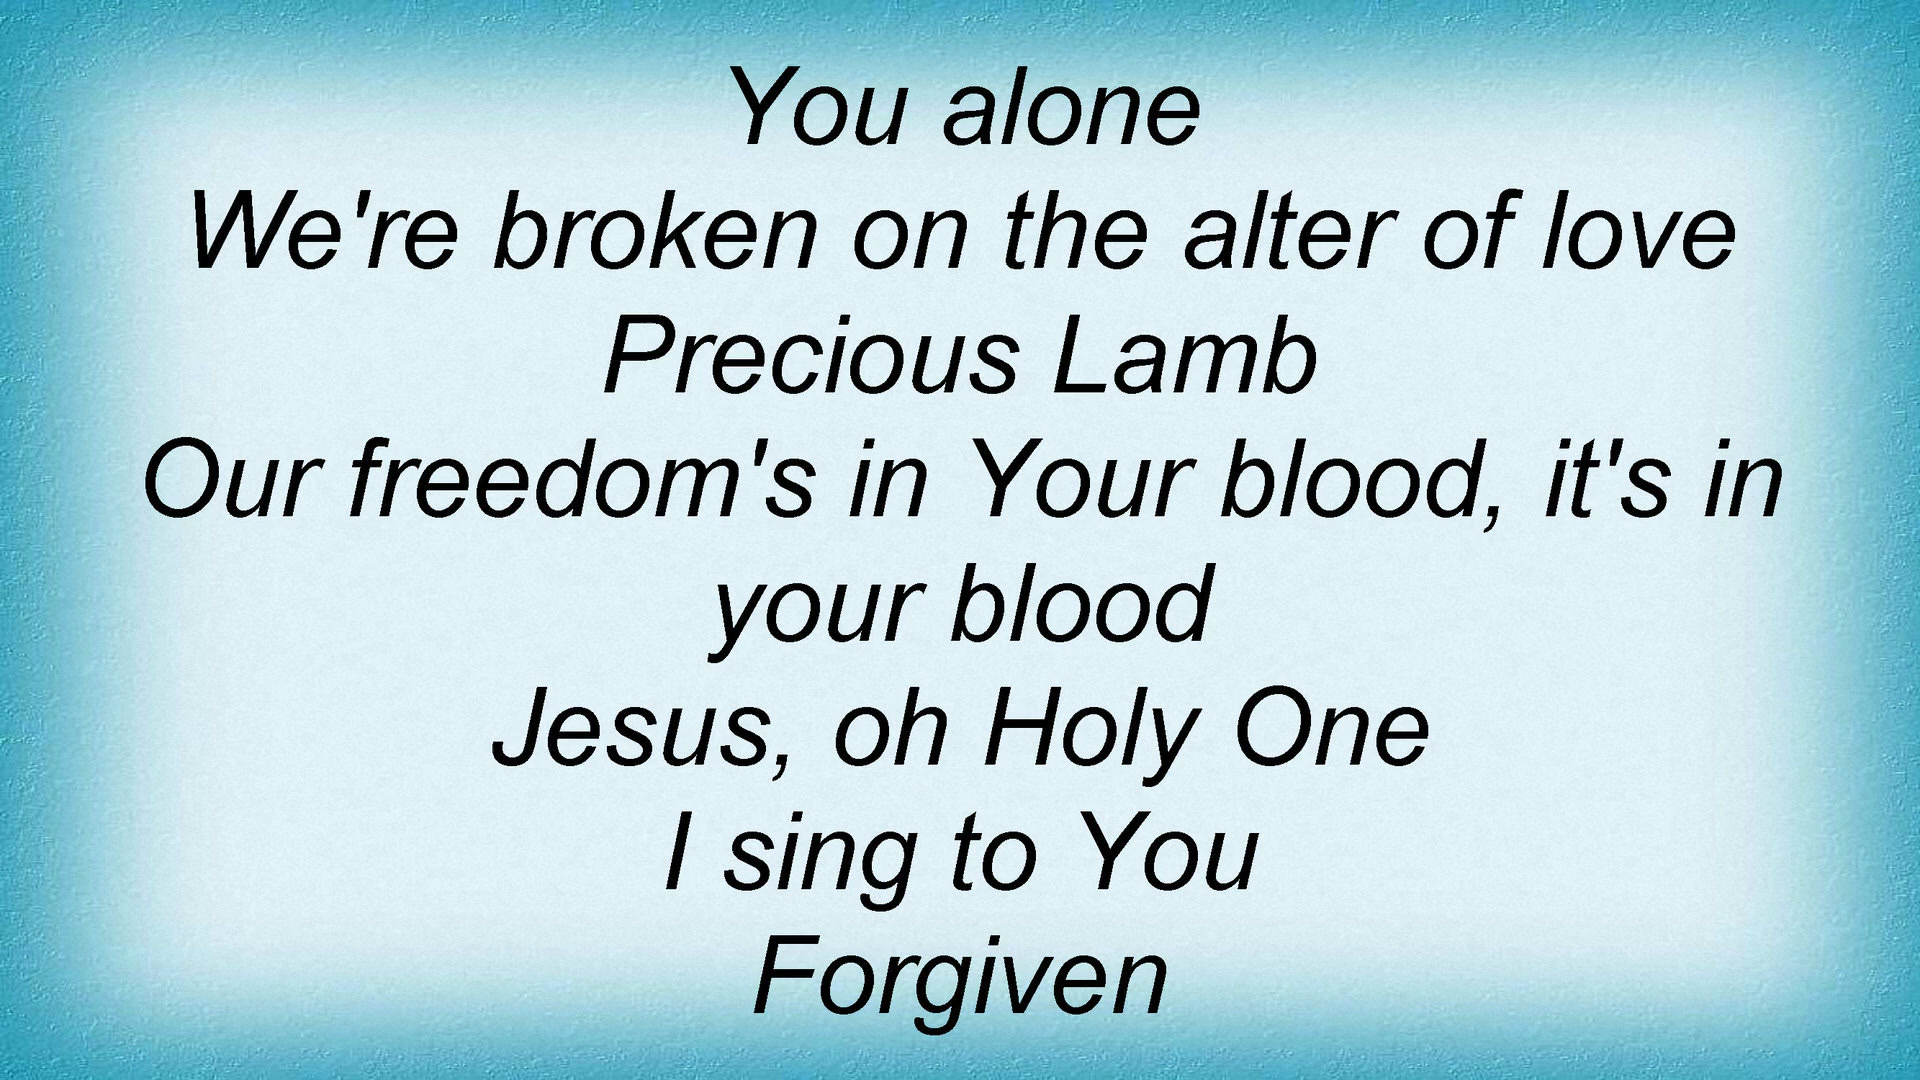 You alone
We're broken on the alter of love
Precious Lamb
Our freedom's in Your blood, it's in
your blood
Jesus, oh Holy One
I sing to You
Forgiven